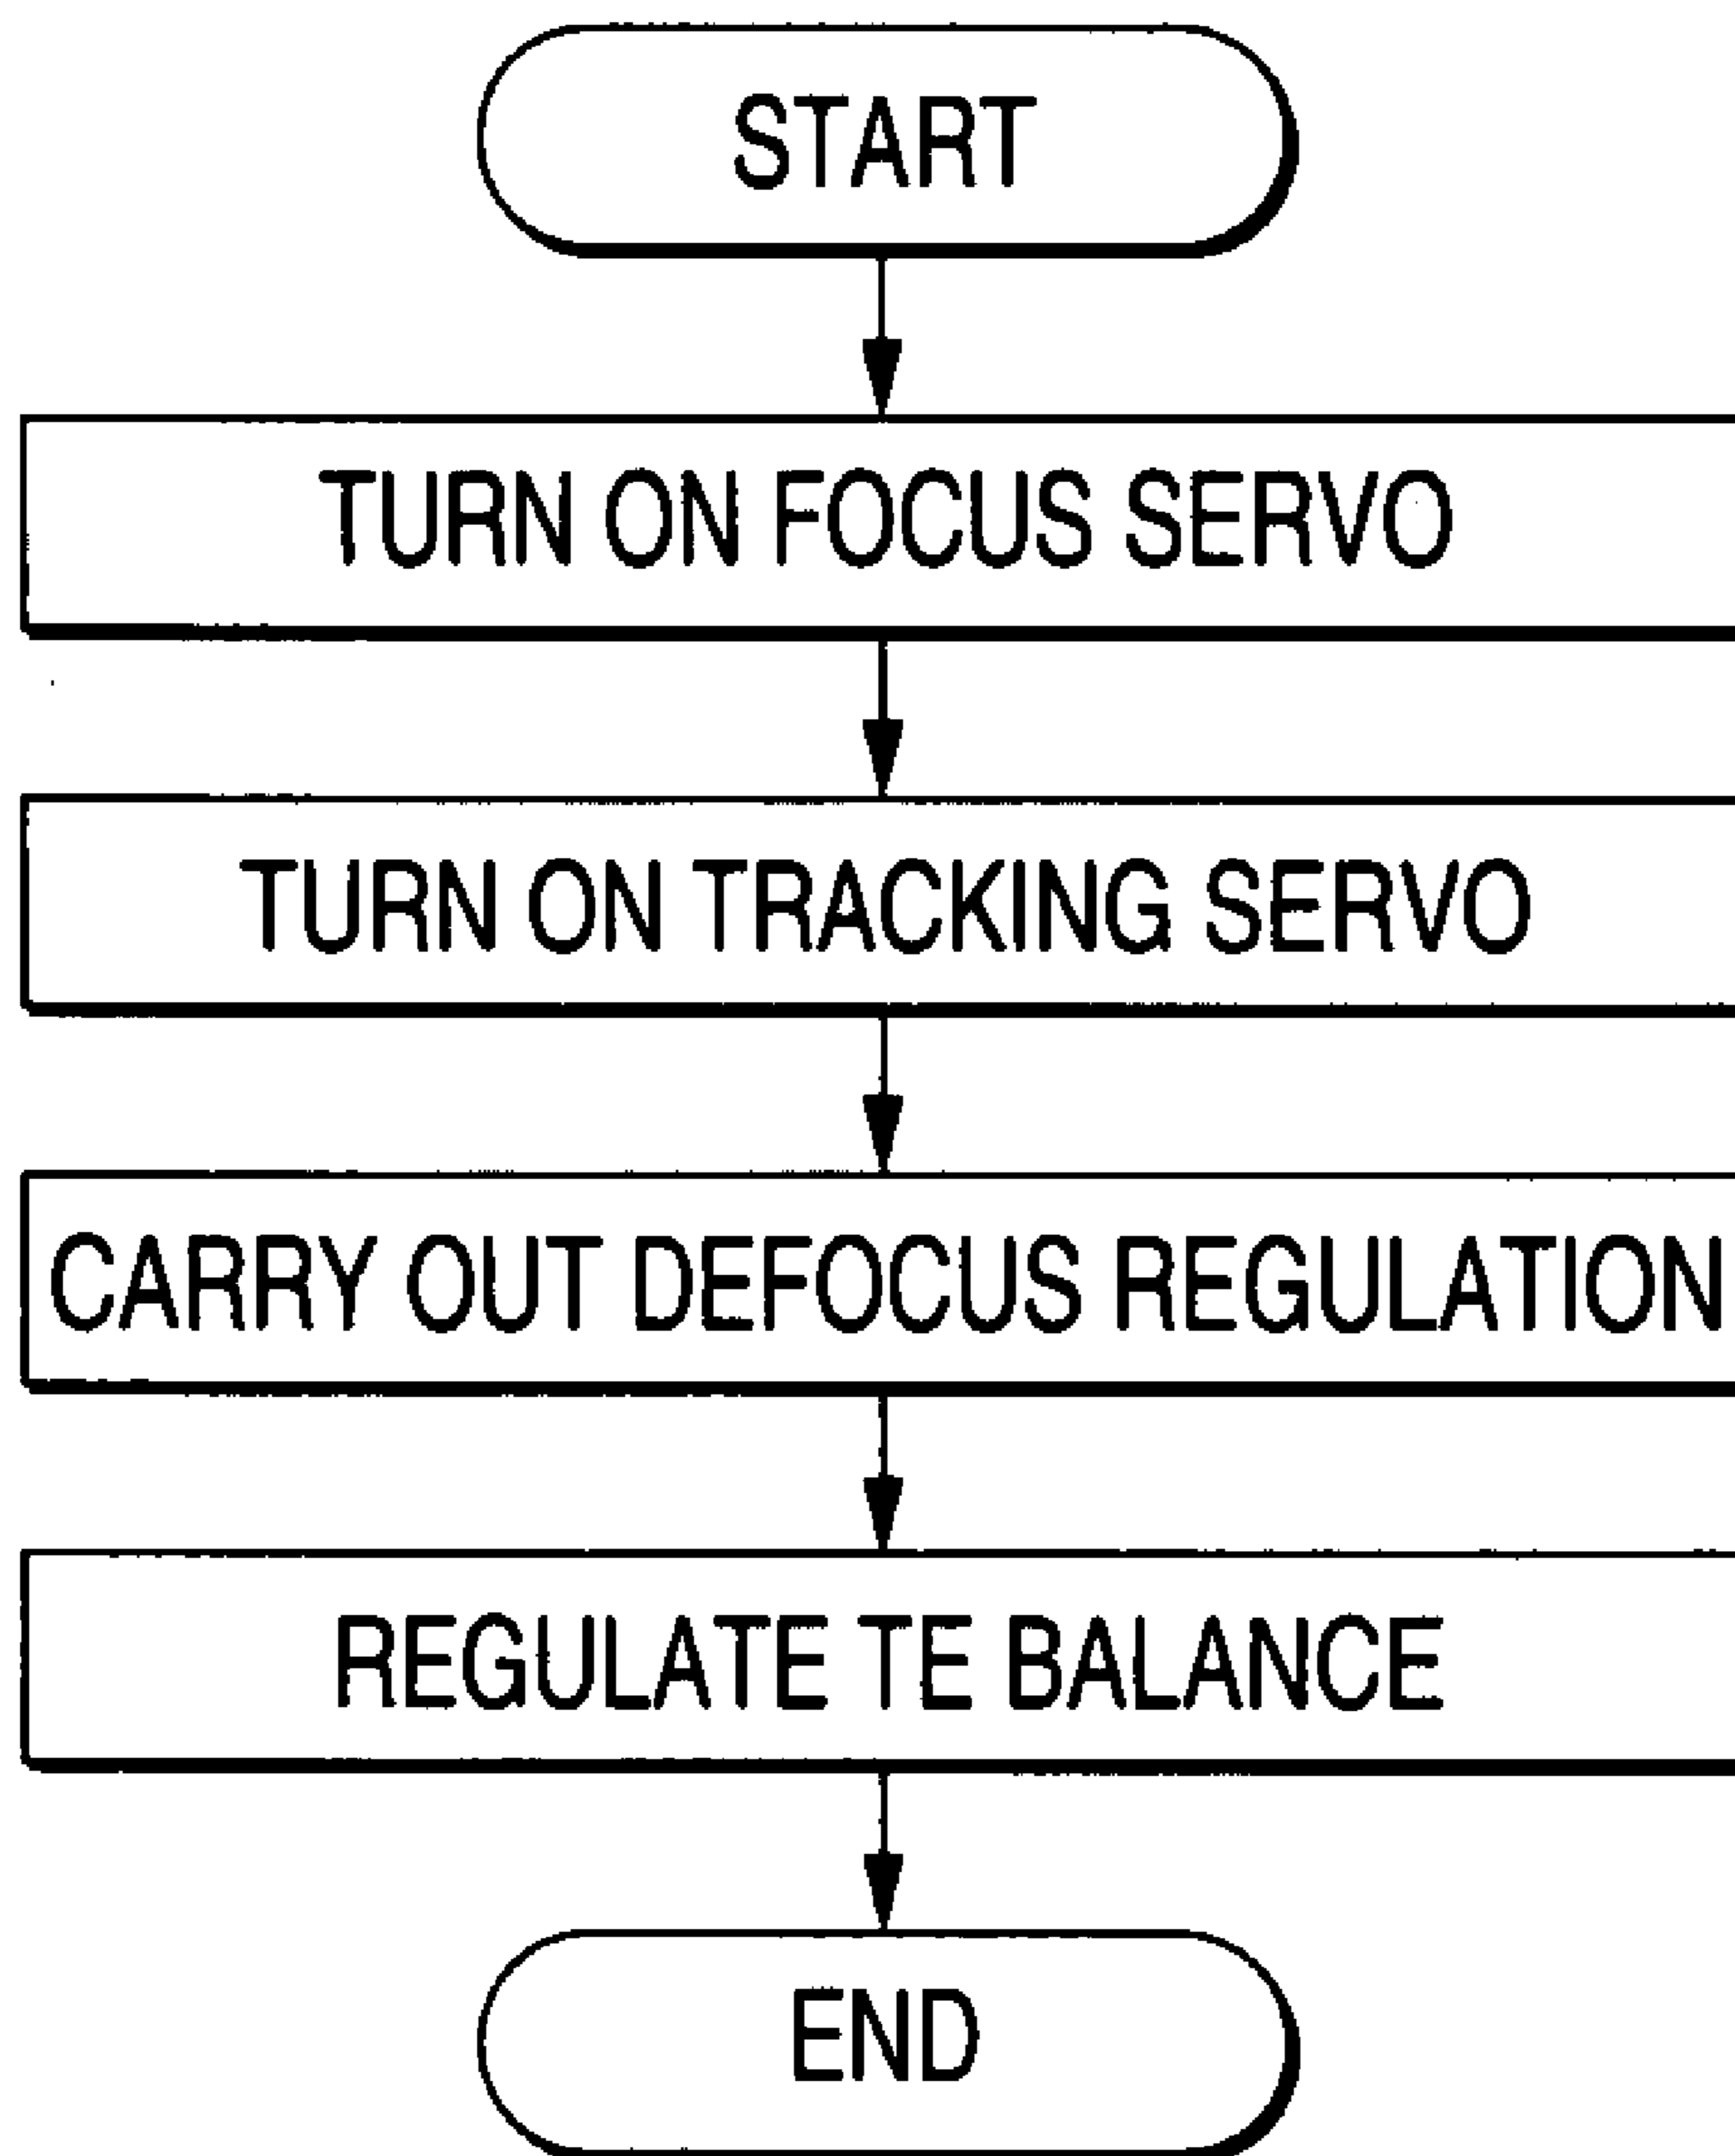 START
TURN ON FOCUS SERVO
TURN ON TRACKING SERVO
CARRY OUT DEFOCUS REGULATION
REGULATE TE BALANCE
END